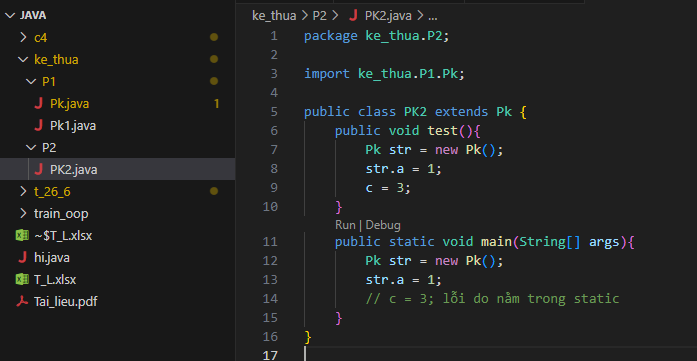 JAVA
c4
ke_thua
P1
Pk.java 1
Pk1.java
P2
PK2.java
t_26_6
train_oop
~$T_L.xlsx
hi.java
T_L.xlsx
Tai_lieu.pdf
ke_thua > P2 > PK2.java > ...
1 package ke_thua.P2;
2
3 import ke_thua.P1.Pk;
4
5 public class PK2 extends Pk {
6 public void test(){
7 Pk str = new Pk();
8 str.a = 1;
9 c = 3;
10 }
Run | Debug
11 public static void main(String[] args){
12 Pk str = new Pk();
13 str.a = 1;
14 // c = 3; lỗi do nằm trong static
15 }
16 }
17